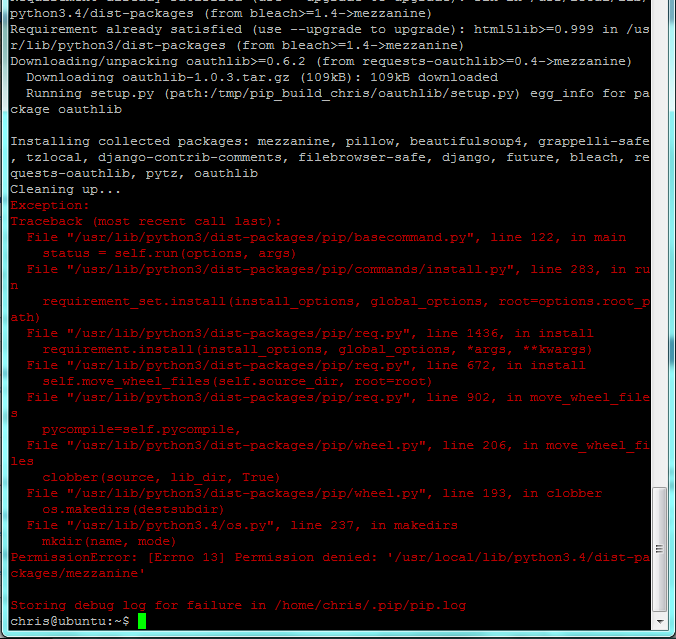 python3.4/dist-packages (from bleach>=1.4->mezzanine)
Requirement already satisfied (use --upgrade to upgrade): html5lib>=0.999 in /us
r/lib/python3/dist-packages (from bleach>=1.4->mezzanine)
Downloading/unpacking oauthlib>=0.6.2 (from requests-oauthlib>=0.4->mezzanine)
  Downloading oauthlib-1.0.3.tar.gz (109kB): 109kB downloaded
  Running setup.py (path:/tmp/pip_build_chris/oauthlib/setup.py) egg_info for pa
ckage oauthlib

Installing collected packages: mezzanine, pillow, beautifulsoup4, grappelli-safe
, tzlocal, django-contrib-comments, filebrowser-safe, django, future, bleach, re
quests-oauthlib, pytz, oauthlib
Cleaning up...
Exception:
Traceback (most recent call last):
  File "/usr/lib/python3/dist-packages/pip/basecommand.py", line 122, in main
    status = self.run(options, args)
  File "/usr/lib/python3/dist-packages/pip/commands/install.py", line 283, in ru
n
    requirement_set.install(install_options, global_options, root=options.root_p
ath)
  File "/usr/lib/python3/dist-packages/pip/req.py", line 1436, in install
    requirement.install(install_options, global_options, *args, **kwargs)
  File "/usr/lib/python3/dist-packages/pip/req.py", line 672, in install
    self.move_wheel_files(self.source_dir, root=root)
  File "/usr/lib/python3/dist-packages/pip/req.py", line 902, in move_wheel_file
s
    pycompile=self.pycompile,
  File "/usr/lib/python3/dist-packages/pip/wheel.py", line 206, in move_wheel_fi
les
    clobber(source, lib_dir, True)
  File "/usr/lib/python3/dist-packages/pip/wheel.py", line 193, in clobber
    os.makedirs(destsubdir)
  File "/usr/lib/python3.4/os.py", line 237, in makedirs
    mkdir(name, mode)
PermissionError: [Errno 13] Permission denied: '/usr/local/lib/python3.4/dist-pa
ckages/mezzanine'

Storing debug log for failure in /home/chris/.pip/pip.log
chris@ubuntu:~$